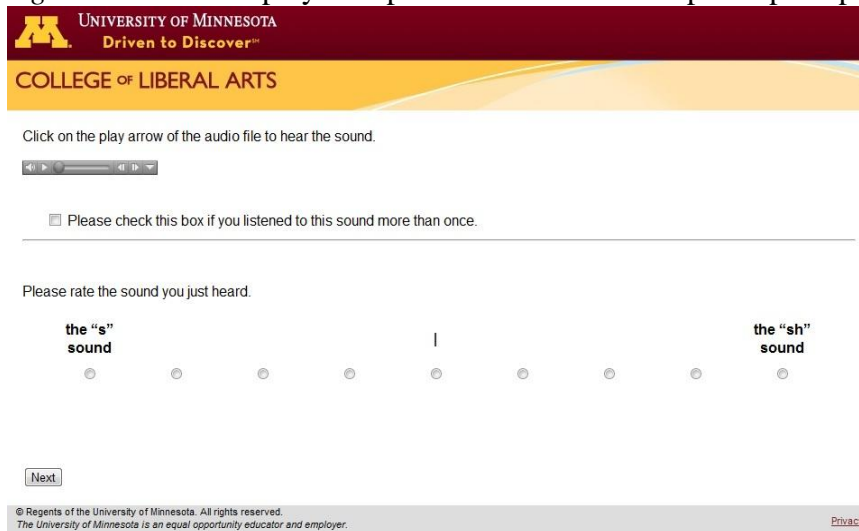 UNIVERSITY OF MINNESOTA
Driven to Discover℠
COLLEGE OF LIBERAL ARTS
Click on the play arrow of the audio file to hear the sound.
Please check this box if you listened to this sound more than once.
Please rate the sound you just heard.
the “s” sound | the “sh” sound
Next
© Regents of the University of Minnesota. All rights reserved.
The University of Minnesota is an equal opportunity educator and employer.
Privac